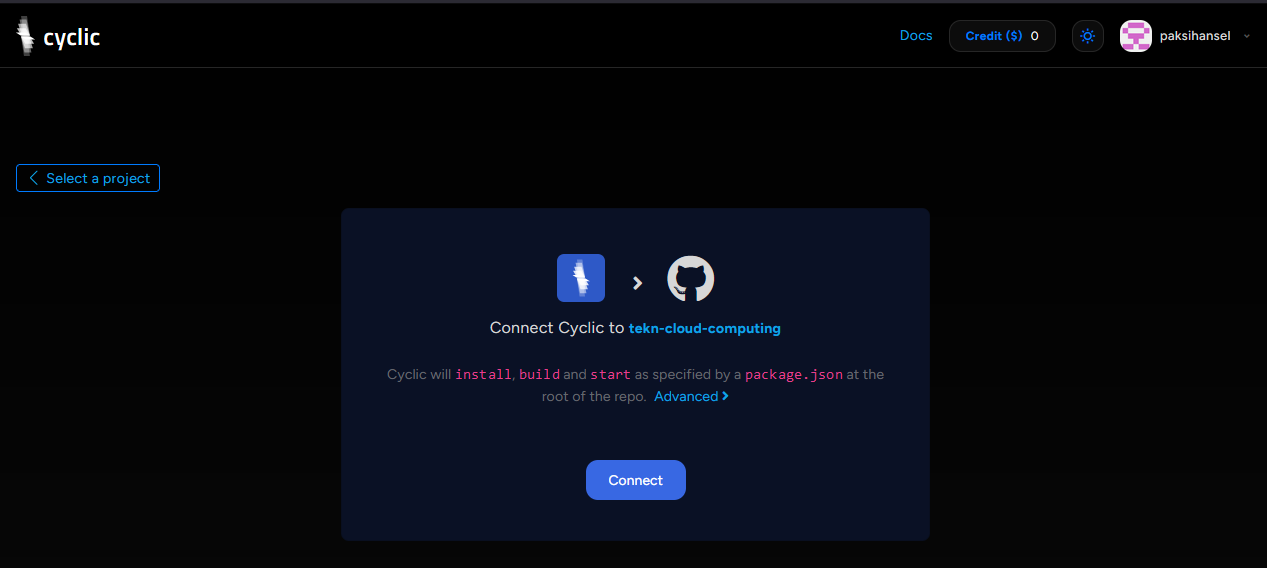 cyclic
Docs
Credit ($) 0
paksihansel
Select a project
Connect Cyclic to tekn-cloud-computing
Cyclic will install, build and start as specified by a package.json at the
root of the repo. Advanced
Connect